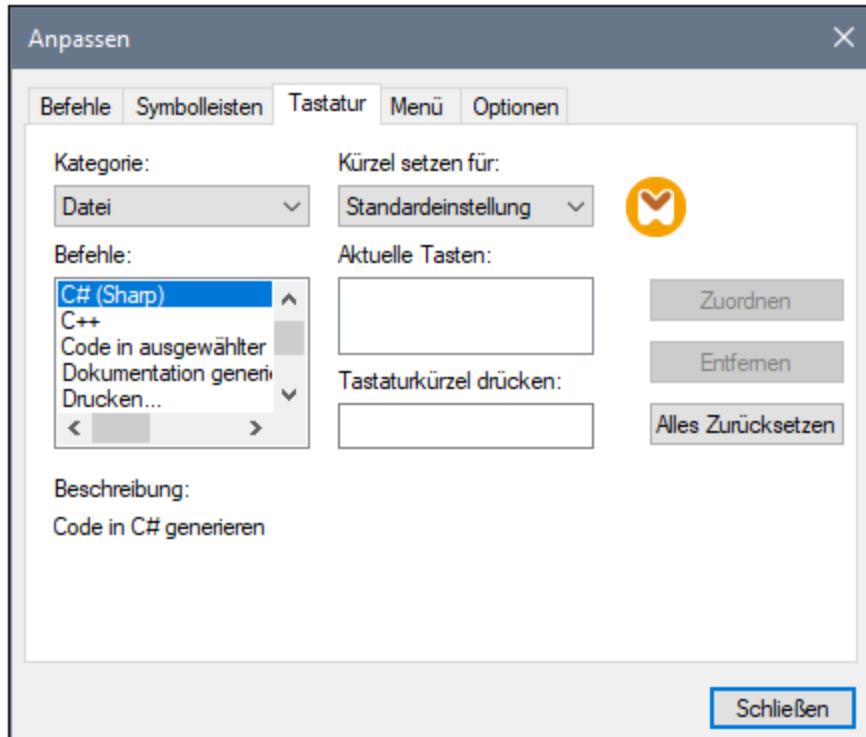 Anpassen
Befehle Symbolleisten Tastatur Menü Optionen
Kategorie: Kürzel setzen für:
Datei Standardeinstellung
Befehle: Aktuelle Tasten:
C# (Sharp)
C++
Code in ausgewählter
Dokumentation generi
Drucken...
Zuordnen
Entfernen
Tastaturkürzel drücken:
Alles Zurücksetzen
Beschreibung:
Code in C# generieren
Schließen